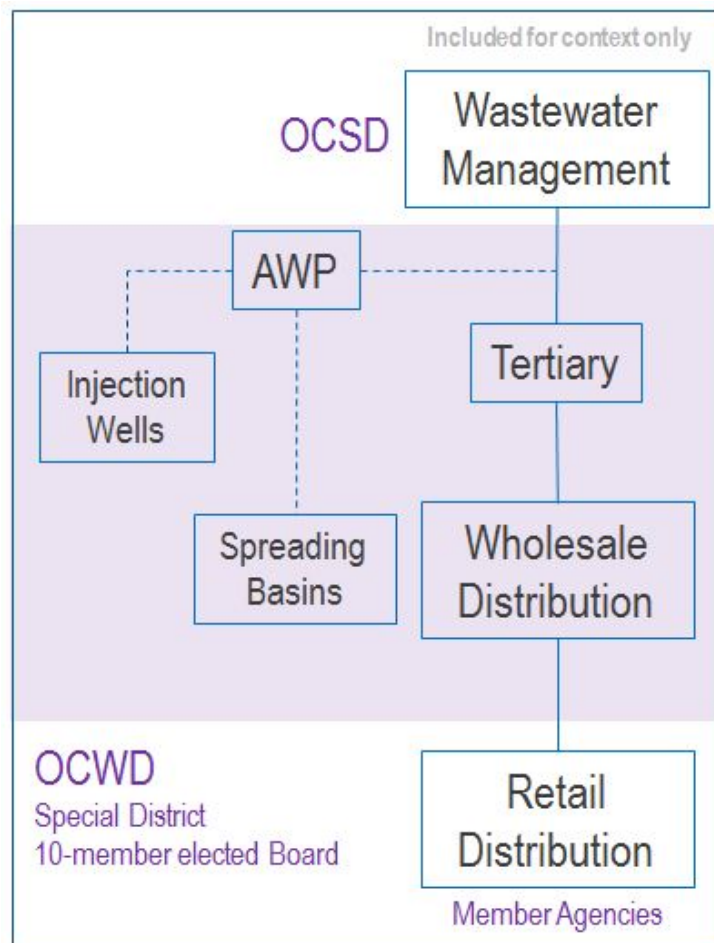 Included for context only
OCSD
Wastewater
Management
AWP
Tertiary
Injection
Wells
Spreading
Basins
Wholesale
Distribution
OCWD
Special District
10-member elected Board
Retail
Distribution
Member Agencies